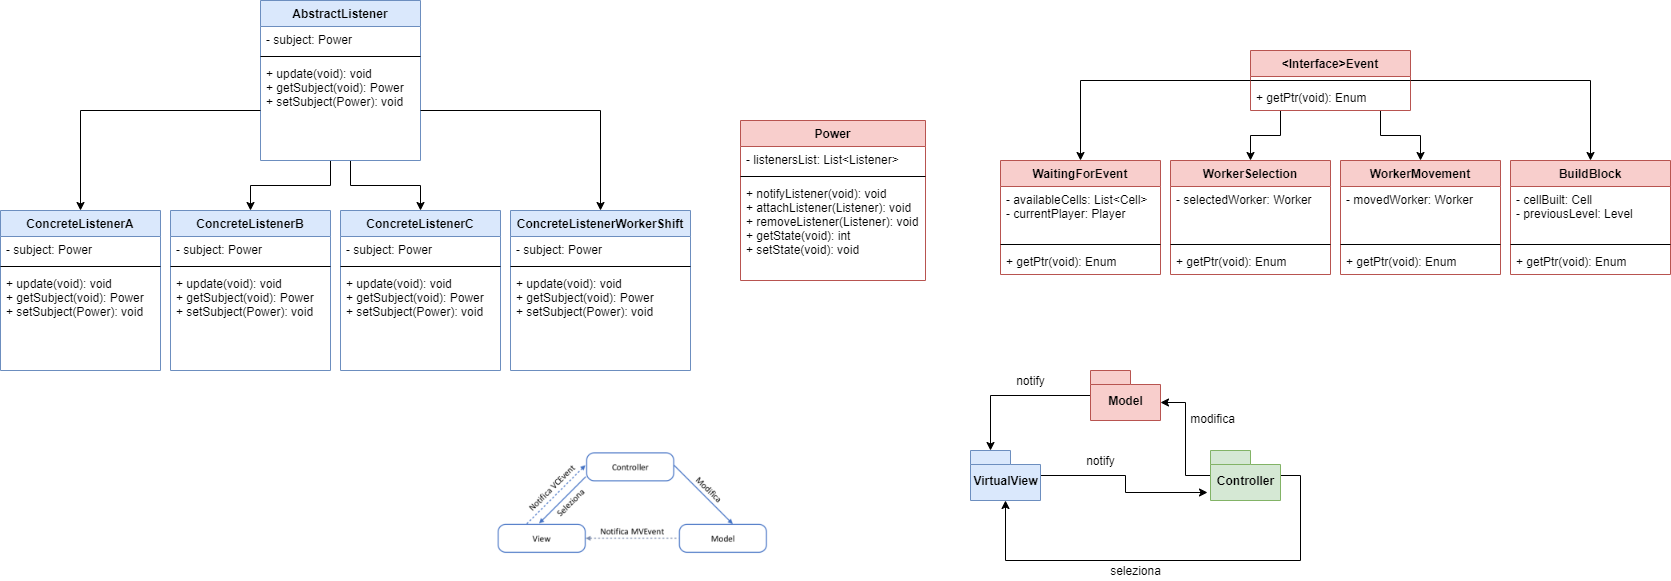 AbstractListener
- subject: Power
+ update(void): void
+ getSubject(void): Power
+ setSubject(Power): void
ConcreteListenerA
- subject: Power
+ update(void): void
+ getSubject(void): Power
+ setSubject(Power): void
ConcreteListenerB
- subject: Power
+ update(void): void
+ getSubject(void): Power
+ setSubject(Power): void
ConcreteListenerC
- subject: Power
+ update(void): void
+ getSubject(void): Power
+ setSubject(Power): void
ConcreteListenerWorkerShift
- subject: Power
+ update(void): void
+ getSubject(void): Power
+ setSubject(Power): void
Power
- listenersList: List<Listener>
+ notifyListener(void): void
+ attachListener(Listener): void
+ removeListener(Listener): void
+ getState(void): int
+ setState(void): void
<Interface>Event
+ getPtr(void): Enum
WaitingForEvent
- availableCells: List<Cell>
- currentPlayer: Player
+ getPtr(void): Enum
WorkerSelection
- selectedWorker: Worker
+ getPtr(void): Enum
WorkerMovement
- movedWorker: Worker
+ getPtr(void): Enum
BuildBlock
- cellBuilt: Cell
- previousLevel: Level
+ getPtr(void): Enum
Controller
Notifica VCEvent
Seleziona
Modifica
View
Notifica MVEvent
Model
notify
Model
modifica
VirtualView
notify
Controller
seleziona